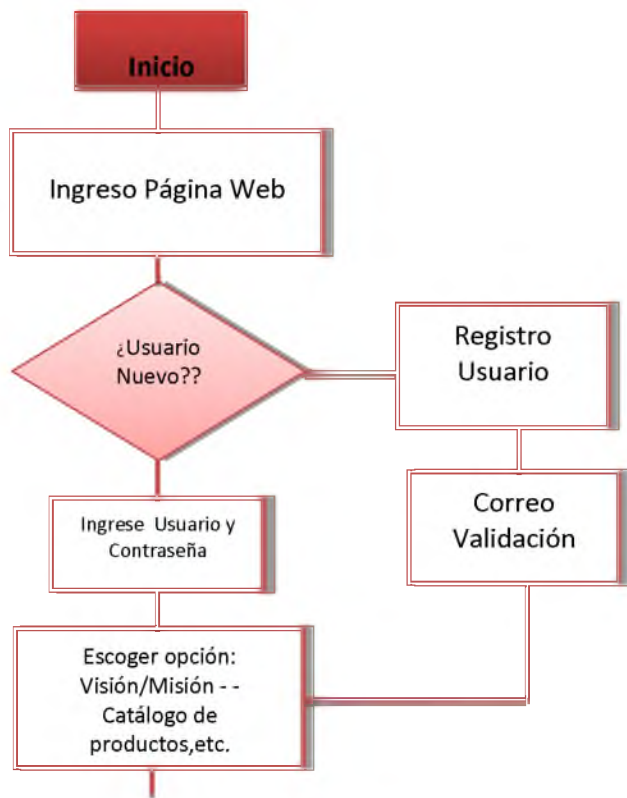 Inicio
Ingreso Página Web
¿Usuario
Nuevo??
Registro
Usuario
Correo
Validación
Ingrese Usuario y
Contraseña
Escoger opción:
Visión/Misión - -
Catálogo de
productos,etc.